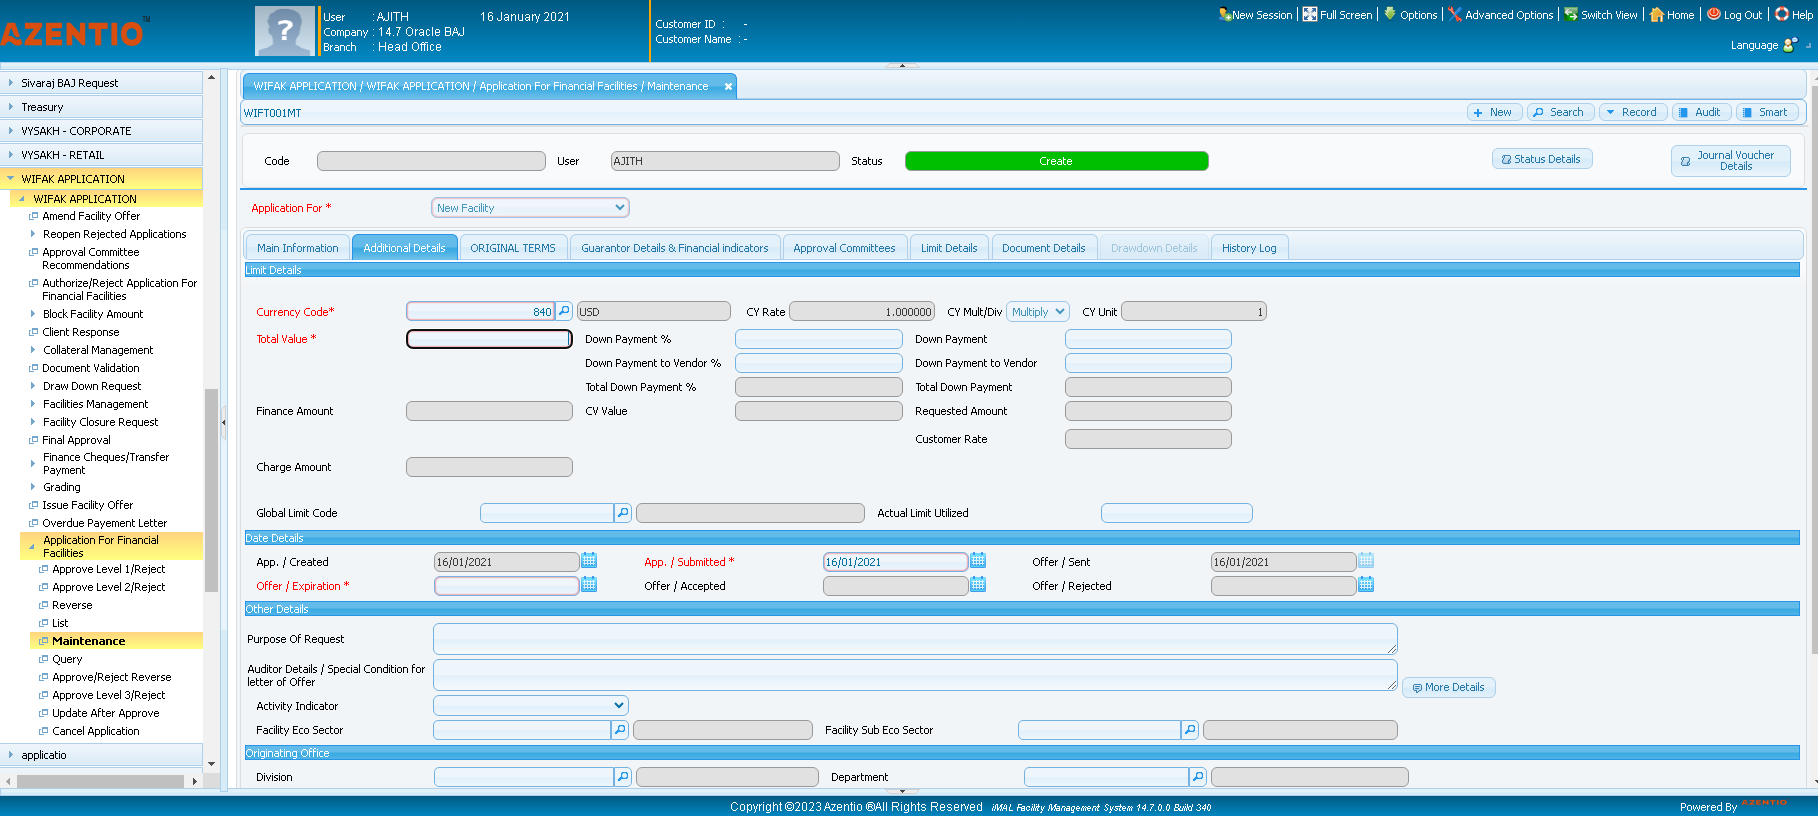 AZENTIO™
User : AJITH 16 January 2021
Company : 14.7 Oracle BAJ
Branch : Head Office
Customer ID : -
Customer Name : -
New Session | Full Screen | Options | Advanced Options | Switch View | Home | Log Out | Help
Language
Sivaraj BAJ Request
Treasury
VYSAKH - CORPORATE
VYSAKH - RETAIL
WIFAK APPLICATION
WIFAK APPLICATION
Amend Facility Offer
Reopen Rejected Applications
Approval Committee
Recommendations
Authorize/Reject Application For
Financial Facilities
Block Facility Amount
Client Response
Collateral Management
Document Validation
Draw Down Request
Facilities Management
Facility Closure Request
Final Approval
Finance Cheques/Transfer
Payment
Grading
Issue Facility Offer
Overdue Payement Letter
Application For Financial
Facilities
Approve Level 1/Reject
Approve Level 2/Reject
Reverse
List
Maintenance
Query
Approve/Reject Reverse
Approve Level 3/Reject
Update After Approve
Cancel Application
applicatio
WIFAK APPLICATION / WIFAK APPLICATION / Application For Financial Facilities / Maintenance
WIFT001MT
New Search Record Audit Smart
Code User AJITH Status Create
Status Details
Journal Voucher
Details
Application For * New Facility
Main Information Additional Details ORIGINAL TERMS Guarantor Details & Financial indicators Approval Committees Limit Details Document Details Drawdown Details History Log
Limit Details
Currency Code* 840 USD CY Rate 1.000000 CY Mult/Div Multiply CY Unit 1
Total Value * Down Payment % Down Payment
Down Payment to Vendor % Down Payment to Vendor
Total Down Payment % Total Down Payment
Finance Amount CV Value Requested Amount
Customer Rate
Charge Amount
Global Limit Code Actual Limit Utilized
Date Details
App. / Created 16/01/2021 App. / Submitted * 16/01/2021 Offer / Sent 16/01/2021
Offer / Expiration * Offer / Accepted Offer / Rejected
Other Details
Purpose Of Request
Auditor Details / Special Condition for
letter of Offer
More Details
Activity Indicator
Facility Eco Sector Facility Sub Eco Sector
Originating Office
Division Department
Copyright ©2023 Azentio ®All Rights Reserved iMAL Facility Management System 14.7.0.0 Build 340
Powered By AZENTIO